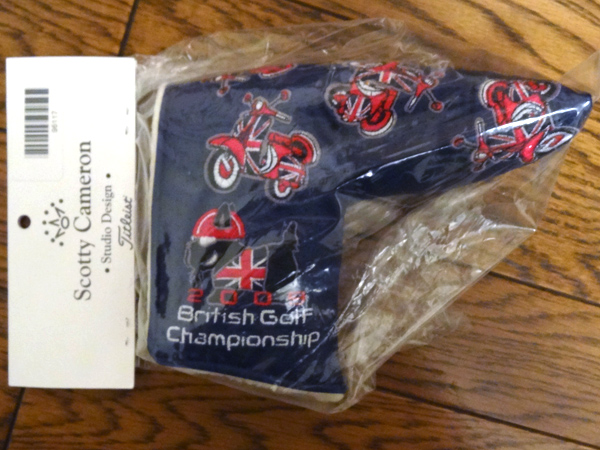 Scotty Cameron
• Studio Design •
Titleist
British Golf
Championship